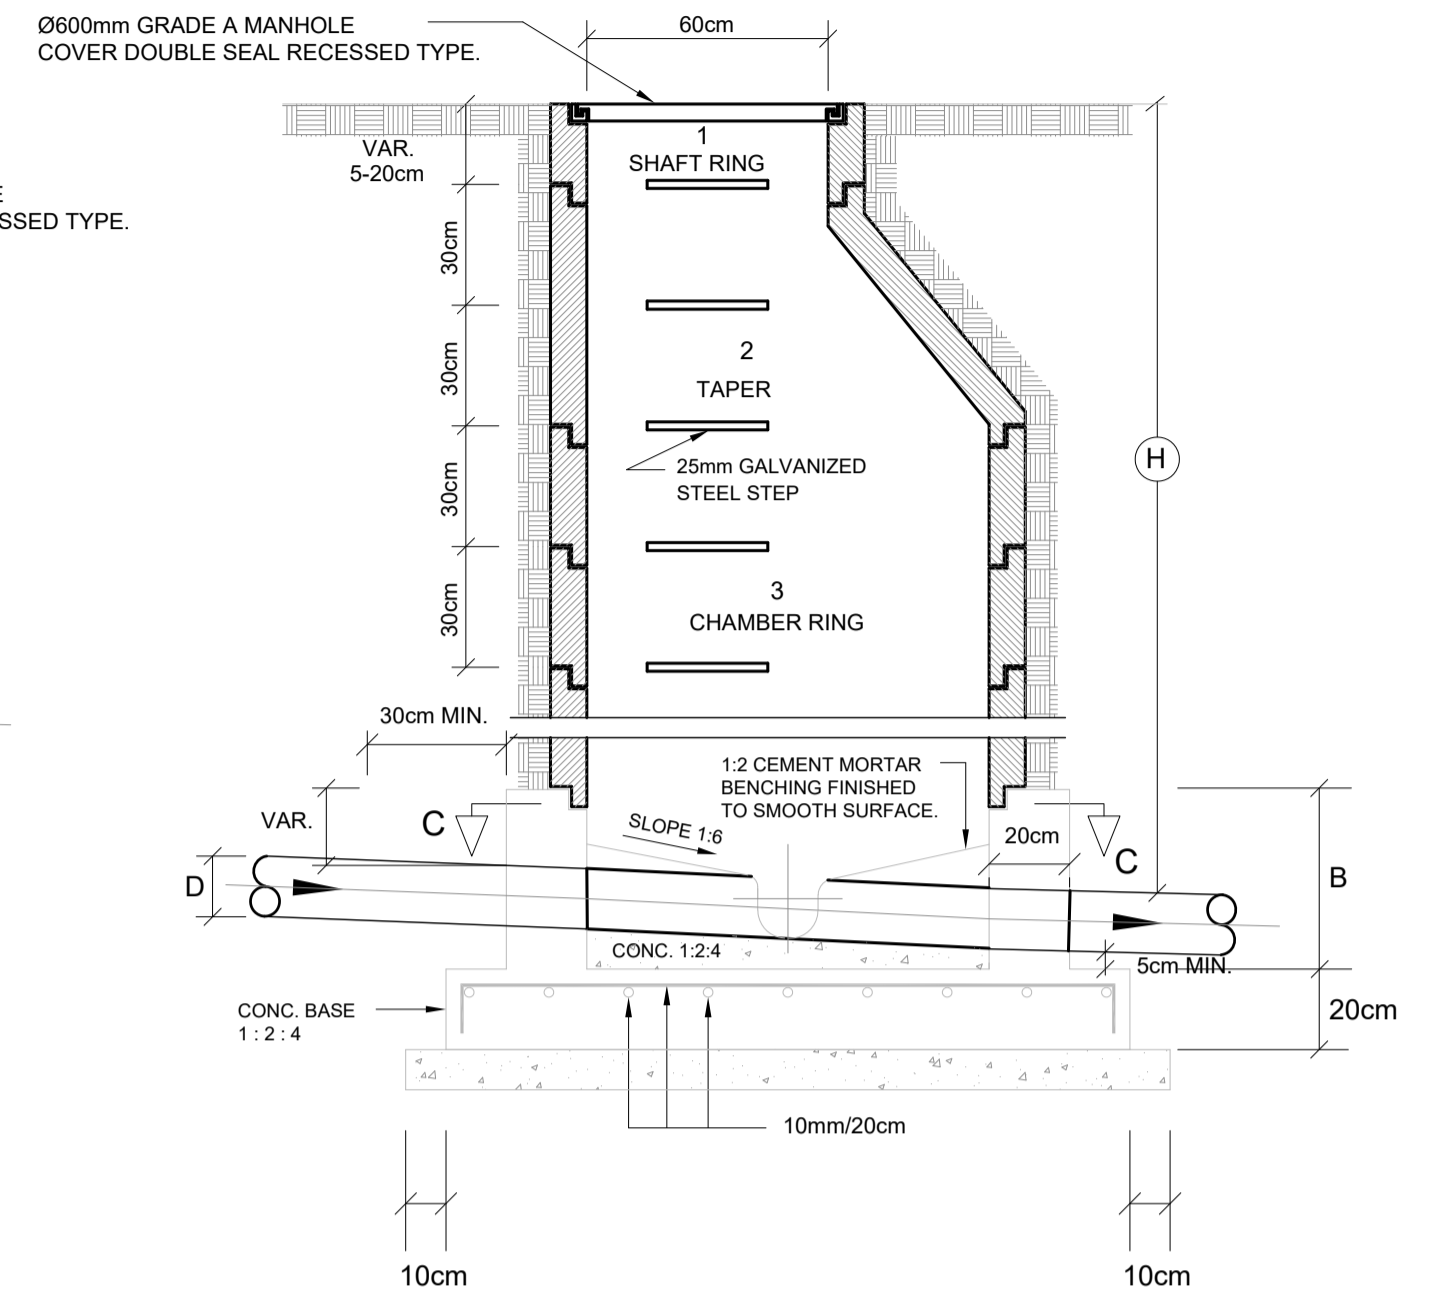 Ø600mm GRADE A MANHOLE
COVER DOUBLE SEAL RECESSED TYPE.
60cm
E
SSED TYPE.
VAR.
5-20cm
1
SHAFT RING
30cm
30cm
2
TAPER
30cm
25mm GALVANIZED
STEEL STEP
H
30cm
3
CHAMBER RING
30cm MIN.
1:2 CEMENT MORTAR
BENCHING FINISHED
TO SMOOTH SURFACE.
VAR.
C
SLOPE 1:6
20cm
C
D
B
CONC. 1:2:4
5cm MIN.
CONC. BASE
1 : 2 : 4
20cm
10mm/20cm
10cm
10cm